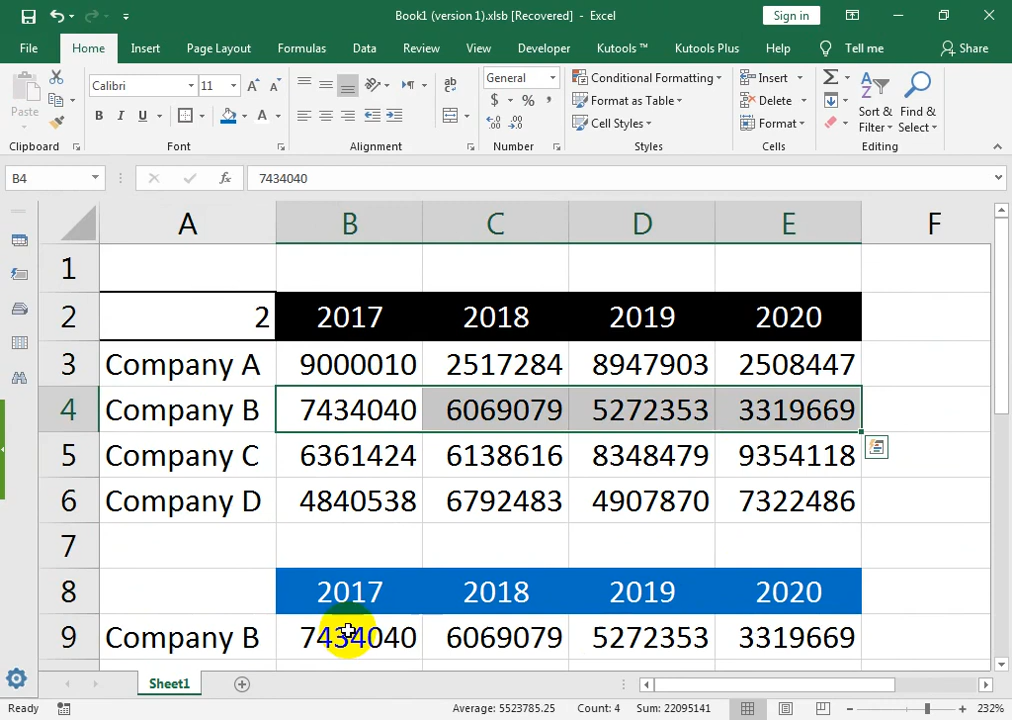 Book1 (version 1).xlsb [Recovered] - Excel
Sign in
File Home Insert Page Layout Formulas Data Review View Developer Kutools ™ Kutools Plus Help Tell me Share
Paste
Calibri 11
B I U A
ab
General
$ % ,
Conditional Formatting
Format as Table
Cell Styles
Insert
Delete
Format
Sort & Filter
Find & Select
Clipboard Font Alignment Number Styles Cells Editing
B4 fx 7434040
A B C D E F
1
2 2 2017 2018 2019 2020
3 Company A 9000010 2517284 8947903 2508447
4 Company B 7434040 6069079 5272353 3319669
5 Company C 6361424 6138616 8348479 9354118
6 Company D 4840538 6792483 4907870 7322486
7
8 2017 2018 2019 2020
9 Company B 7434040 6069079 5272353 3319669
Sheet1
Ready Average: 5523785.25 Count: 4 Sum: 22095141 232%